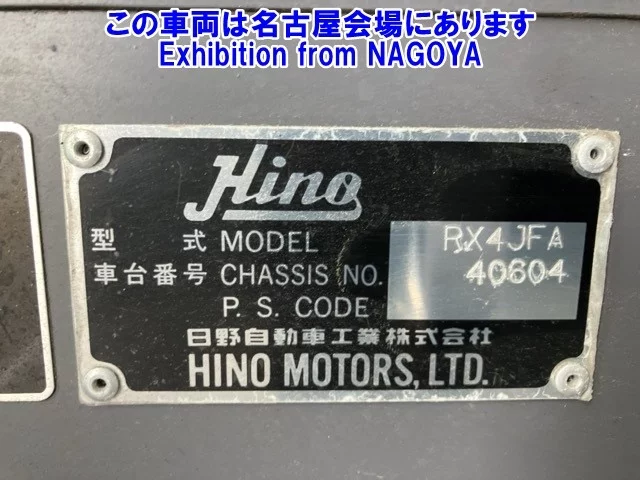 この車両は名古屋会場にあります
Exhibition from NAGOYA
Hino
型 式 MODEL RX4JFA
車台番号 CHASSIS NO. 40604
P. S. CODE
日野自動車工業株式会社
HINO MOTORS, LTD.